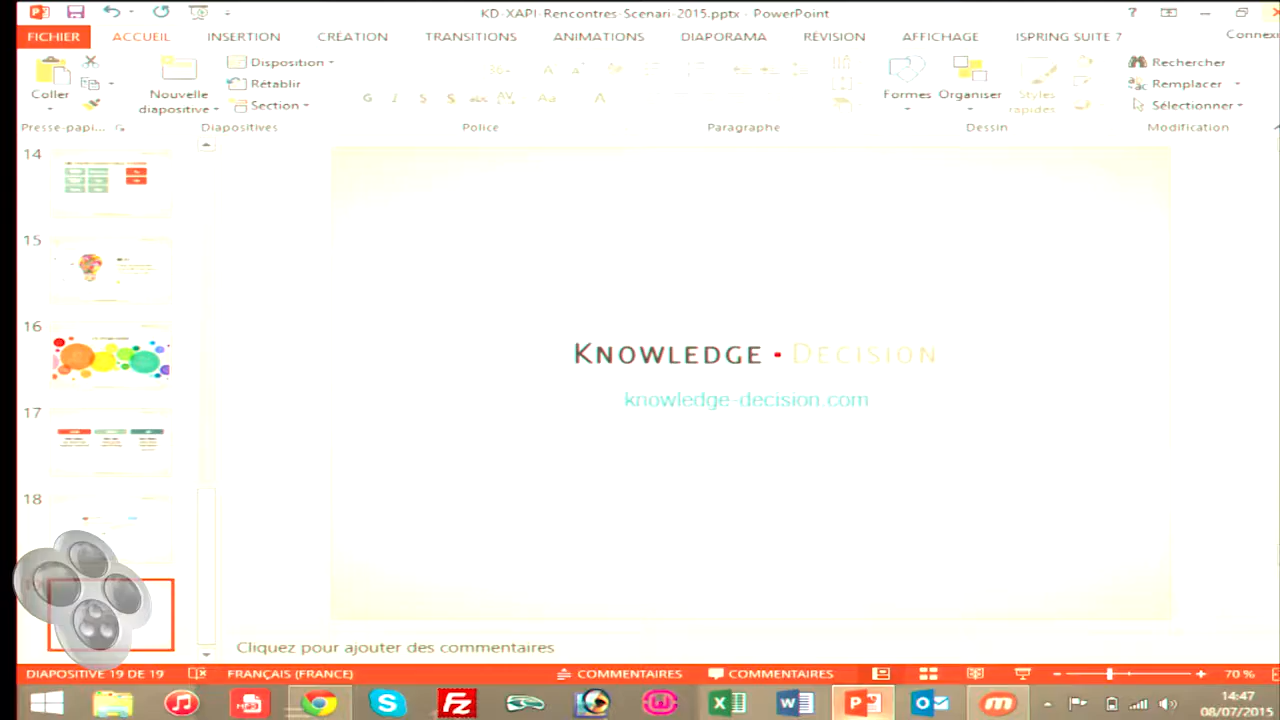 KD-XAPI-Rencontres-Scenari-2015.pptx - PowerPoint
FICHIER ACCUEIL INSERTION CRÉATION TRANSITIONS ANIMATIONS DIAPORAMA RÉVISION AFFICHAGE ISPRING SUITE 7 Connexi
Coller
Nouvelle diapositive
Disposition
Rétablir
Section
Formes
Organiser
Styles rapides
Rechercher
Remplacer
Sélectionner
Presse-papi... Diapositives Police Paragraphe Dessin Modification
14
15
16
17
18
KNOWLEDGE DECISION
knowledge-decision.com
Cliquez pour ajouter des commentaires
DIAPOSITIVE 19 DE 19 FRANÇAIS (FRANCE) COMMENTAIRES COMMENTAIRES 70 %
14:47
08/07/2015